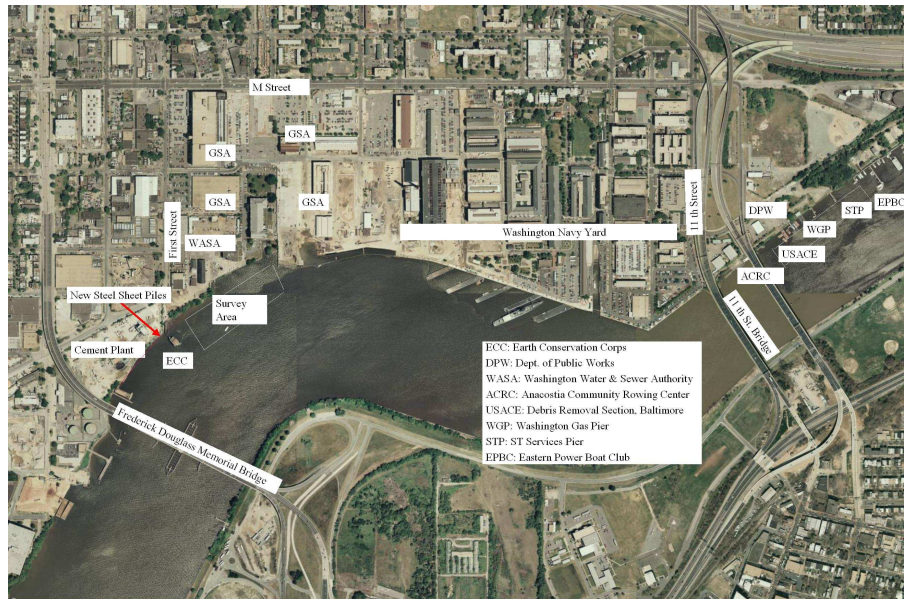 M Street
GSA
GSA
GSA
GSA
First Street
WASA
Washington Navy Yard
11 th Street
DPW
STP
EPBC
WGP
USACE
ACRC
New Steel Sheet Piles
Survey
Area
Cement Plant
ECC
11 th St. Bridge
Frederick Douglass Memorial Bridge
ECC: Earth Conservation Corps
DPW: Dept. of Public Works
WASA: Washington Water & Sewer Authority
ACRC: Anacostia Community Rowing Center
USACE: Debris Removal Section, Baltimore
WGP: Washington Gas Pier
STP: ST Services Pier
EPBC: Eastern Power Boat Club